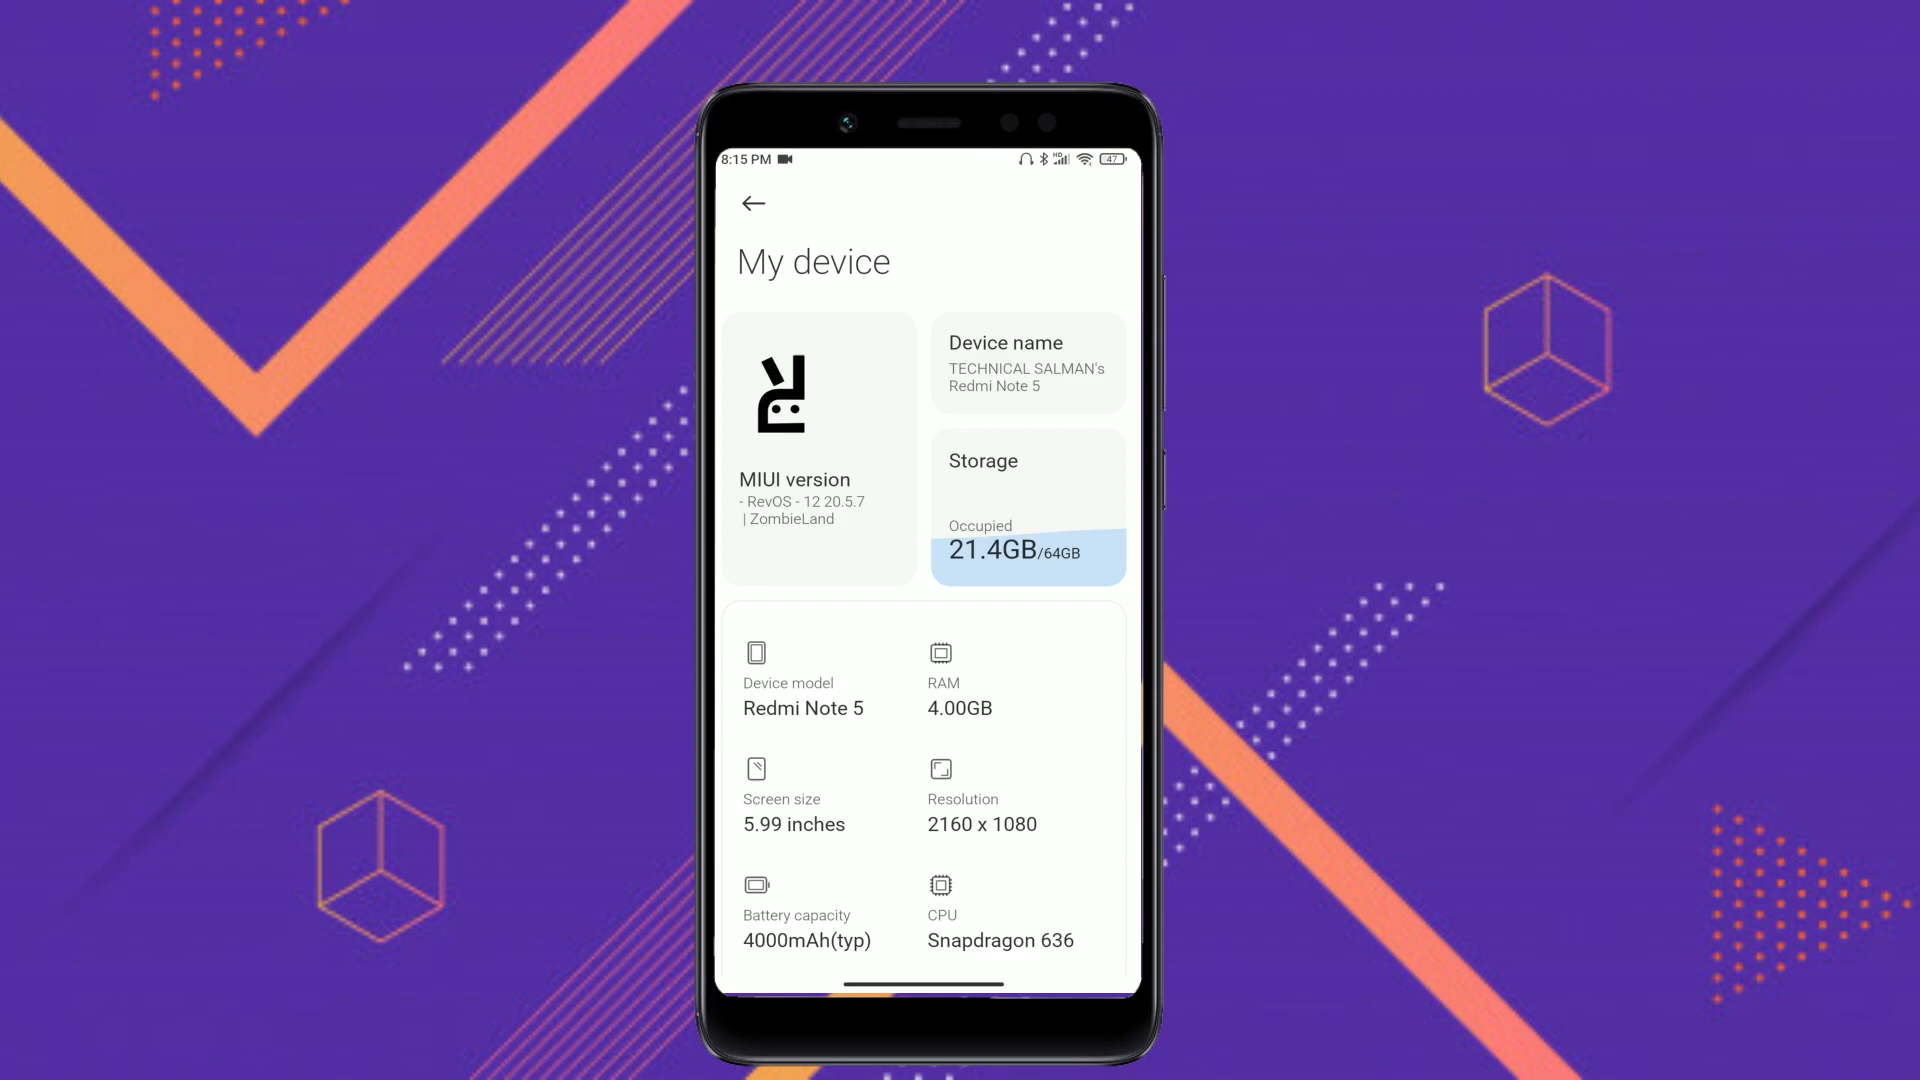 8:15 PM
HD
47
My device
MIUI version
- RevOS - 12 20.5.7
| ZombieLand
Device name
TECHNICAL SALMAN's
Redmi Note 5
Storage
Occupied
21.4GB/64GB
Device model
Redmi Note 5
RAM
4.00GB
Screen size
5.99 inches
Resolution
2160 x 1080
Battery capacity
4000mAh(typ)
CPU
Snapdragon 636